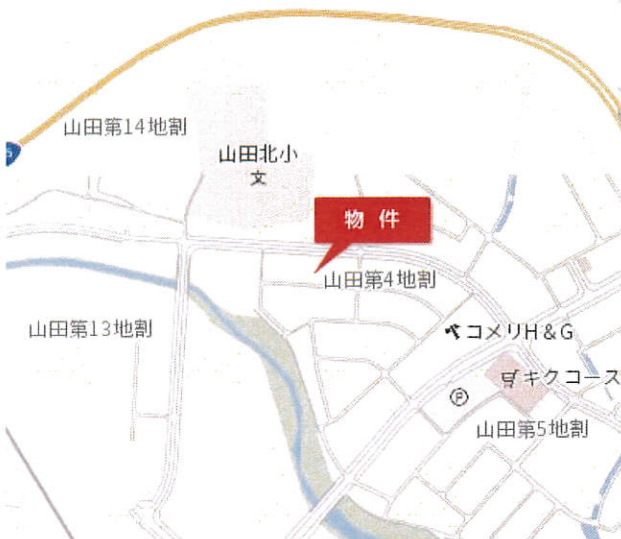 山田第14地割
山田北小
文
物件
山田第4地割
山田第13地割
コメリH&G
キクコース
P
山田第5地割